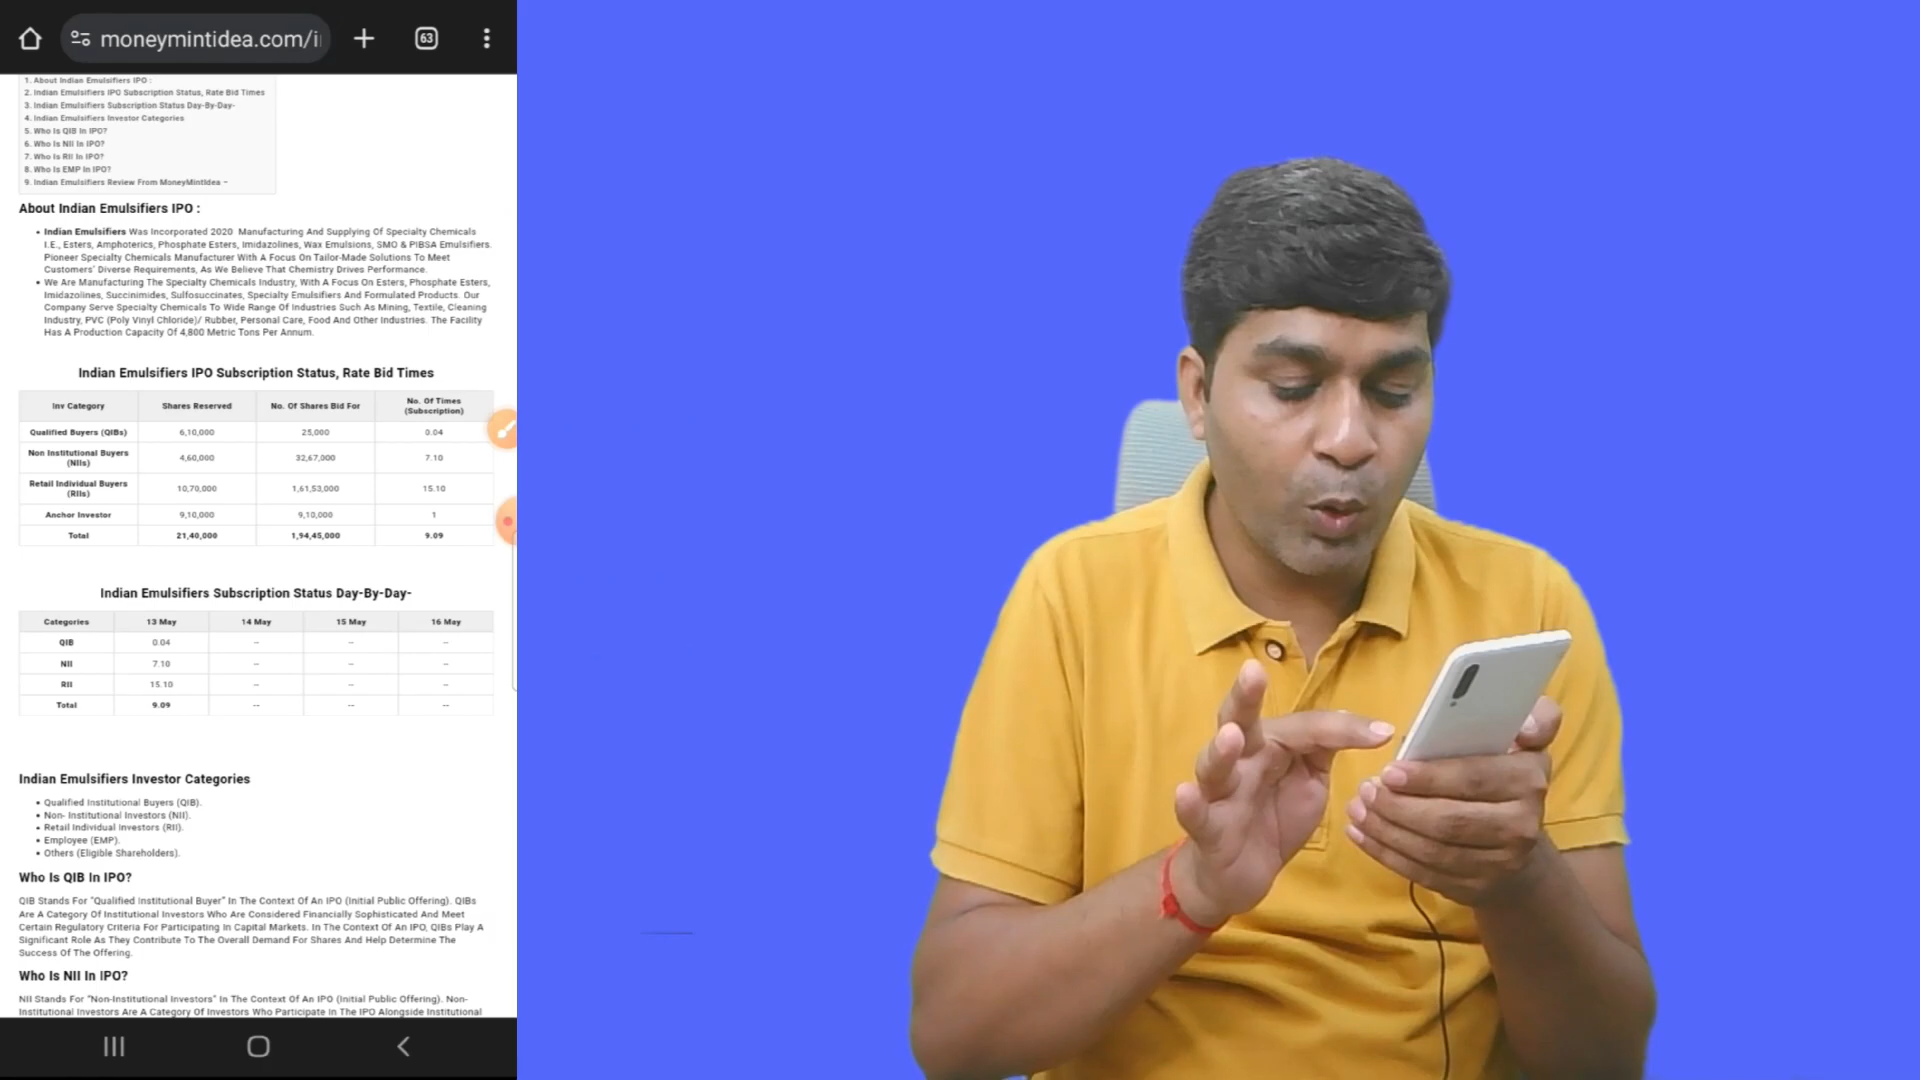 moneymintidea.com/i
63
1. About Indian Emulsifiers IPO :
2. Indian Emulsifiers IPO Subscription Status, Rate Bid Times
3. Indian Emulsifiers Subscription Status Day-By-Day-
4. Indian Emulsifiers Investor Categories
5. Who Is QIB In IPO?
6. Who Is NII In IPO?
7. Who Is RII In IPO?
8. Who Is EMP In IPO?
9. Indian Emulsifiers Review From MoneyMintIdea –
About Indian Emulsifiers IPO :
• Indian Emulsifiers Was Incorporated 2020 Manufacturing And Supplying Of Specialty Chemicals
I.E., Esters, Amphoterics, Phosphate Esters, Imidazolines, Wax Emulsions, SMO & PIBSA Emulsifiers.
Pioneer Specialty Chemicals Manufacturer With A Focus On Tailor-Made Solutions To Meet
Customers' Diverse Requirements, As We Believe That Chemistry Drives Performance.
• We Are Manufacturing The Specialty Chemicals Industry, With A Focus On Esters, Phosphate Esters,
Imidazolines, Succinimides, Sulfosuccinates, Specialty Emulsifiers And Formulated Products. Our
Company Serve Specialty Chemicals To Wide Range Of Industries Such As Mining, Textile, Cleaning
Industry, PVC (Poly Vinyl Chloride)/ Rubber, Personal Care, Food And Other Industries. The Facility
Has A Production Capacity Of 4,800 Metric Tons Per Annum.
Indian Emulsifiers IPO Subscription Status, Rate Bid Times
Inv Category Shares Reserved No. Of Shares Bid For No. Of Times (Subscription)
Qualified Buyers (QIBs) 6,10,000 25,000 0.04
Non Institutional Buyers (NIIs) 4,60,000 32,67,000 7.10
Retail Individual Buyers (RIIs) 10,70,000 1,61,53,000 15.10
Anchor Investor 9,10,000 9,10,000 1
Total 21,40,000 1,94,45,000 9.09
Indian Emulsifiers Subscription Status Day-By-Day-
Categories 13 May 14 May 15 May 16 May
QIB 0.04 -- -- --
NII 7.10 -- -- --
RII 15.10 -- -- --
Total 9.09 -- -- --
Indian Emulsifiers Investor Categories
• Qualified Institutional Buyers (QIB).
• Non- Institutional Investors (NII).
• Retail Individual Investors (RII).
• Employee (EMP).
• Others (Eligible Shareholders).
Who Is QIB In IPO?
QIB Stands For “Qualified Institutional Buyer” In The Context Of An IPO (Initial Public Offering). QIBs
Are A Category Of Institutional Investors Who Are Considered Financially Sophisticated And Meet
Certain Regulatory Criteria For Participating In Capital Markets. In The Context Of An IPO, QIBs Play A
Significant Role As They Contribute To The Overall Demand For Shares And Help Determine The
Success Of The Offering.
Who Is NII In IPO?
NII Stands For “Non-Institutional Investors” In The Context Of An IPO (Initial Public Offering). Non-
Institutional Investors Are A Category Of Investors Who Participate In The IPO Alongside Institutional